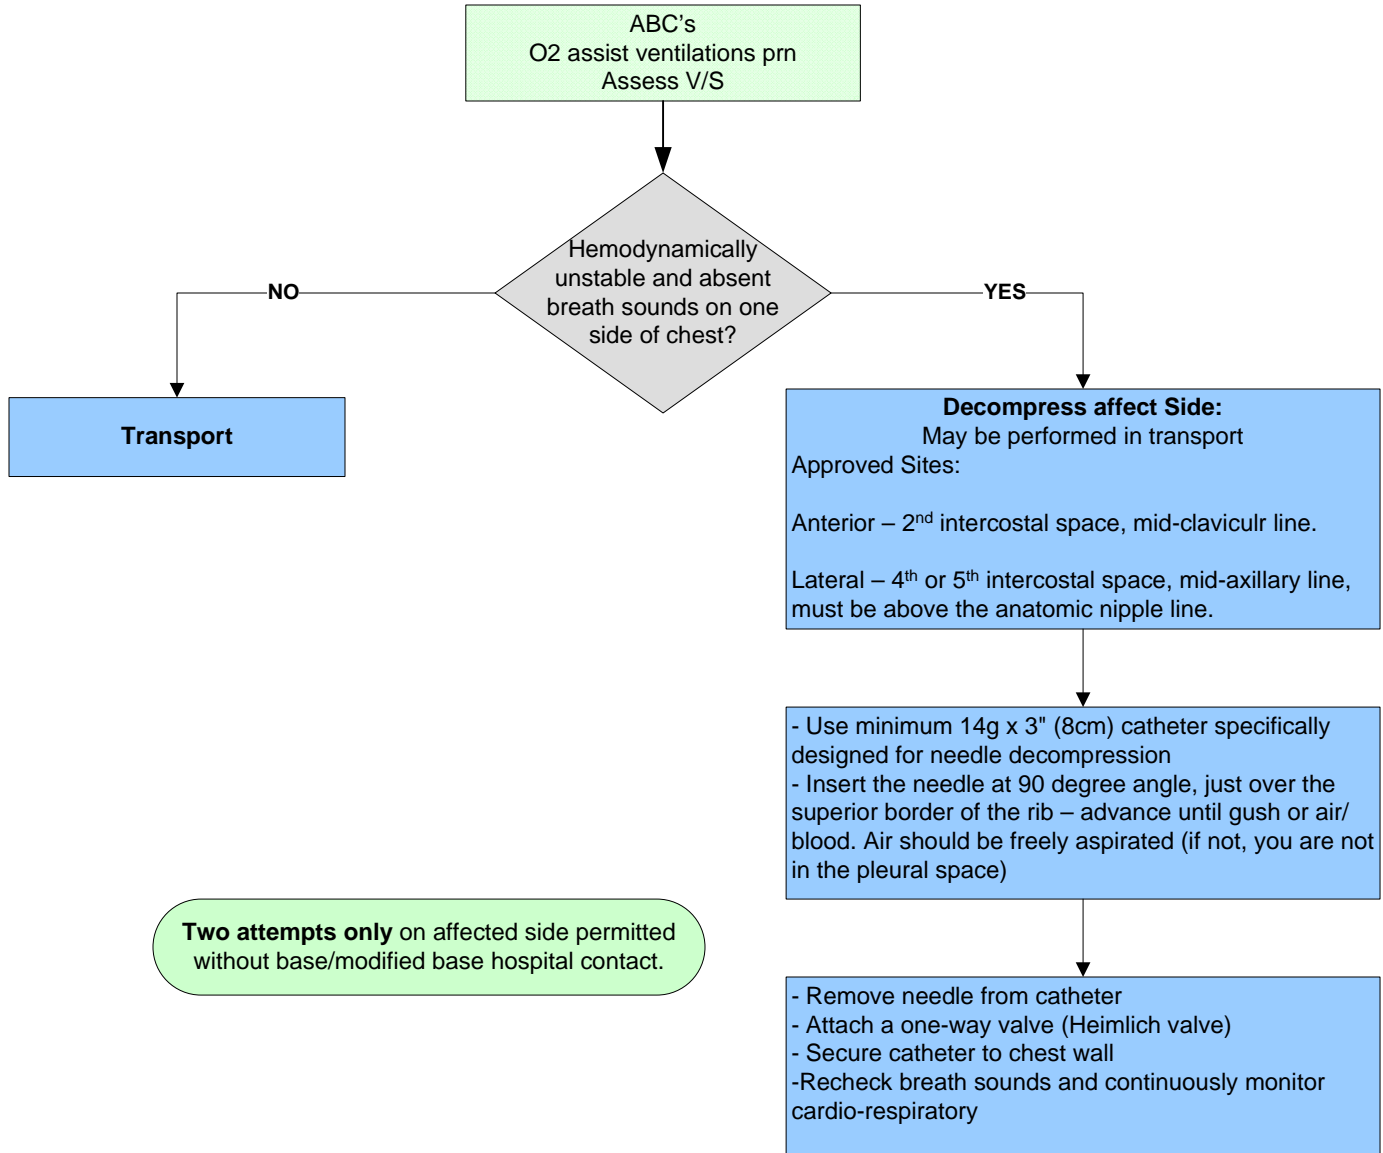 ABC's
O2 assist ventilations prn
Assess V/S
Hemodynamically
unstable and absent
breath sounds on one
side of chest?
NO
YES
Transport
Decompress affect Side:
May be performed in transport
Approved Sites:
Anterior – 2nd intercostal space, mid-claviculr line.
Lateral – 4th or 5th intercostal space, mid-axillary line,
must be above the anatomic nipple line.
- Use minimum 14g x 3" (8cm) catheter specifically
designed for needle decompression
- Insert the needle at 90 degree angle, just over the
superior border of the rib – advance until gush or air/
blood. Air should be freely aspirated (if not, you are not
in the pleural space)
Two attempts only on affected side permitted
without base/modified base hospital contact.
- Remove needle from catheter
- Attach a one-way valve (Heimlich valve)
- Secure catheter to chest wall
-Recheck breath sounds and continuously monitor
cardio-respiratory